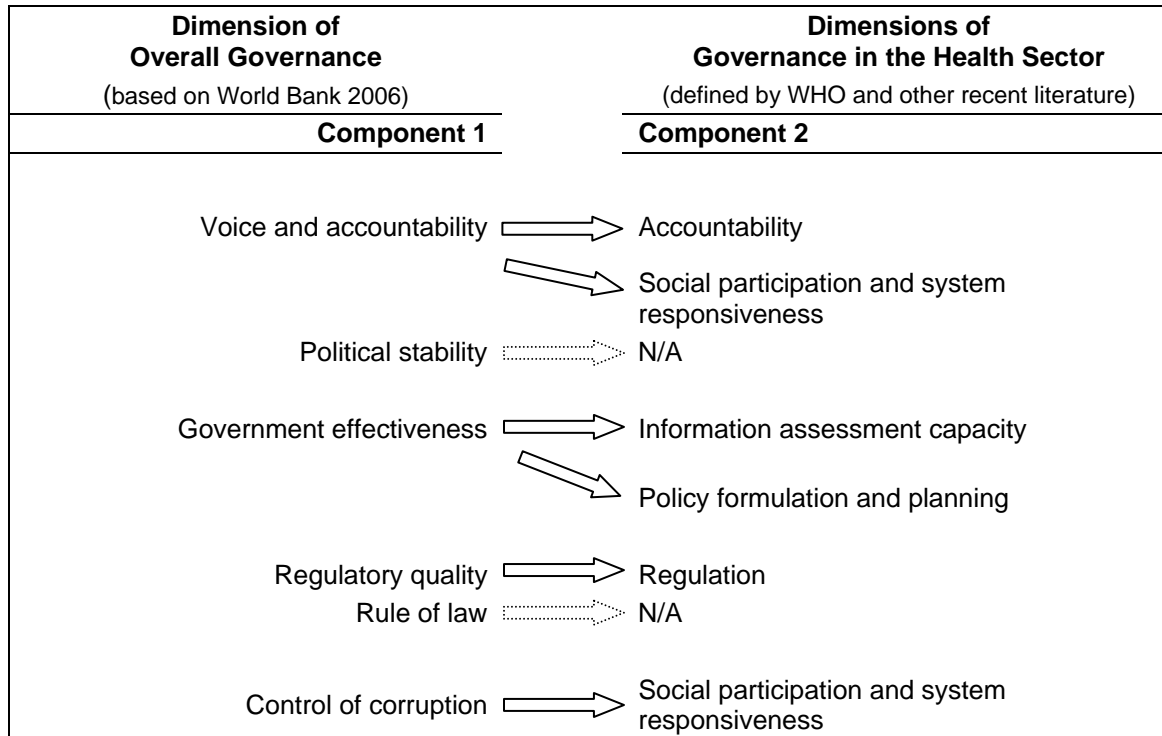 Dimension of
Overall Governance
(based on World Bank 2006)
Dimensions of
Governance in the Health Sector
(defined by WHO and other recent literature)
Component 1
Component 2
Voice and accountability
Accountability
Social participation and system
responsiveness
Political stability
N/A
Government effectiveness
Information assessment capacity
Policy formulation and planning
Regulatory quality
Regulation
Rule of law
N/A
Control of corruption
Social participation and system
responsiveness